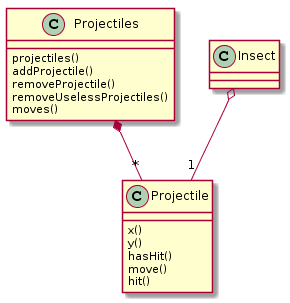 C Projectiles
projectiles()
addProjectile()
removeProjectile()
removeUselessProjectiles()
moves()
C Insect
* 1
C Projectile
x()
y()
hasHit()
move()
hit()